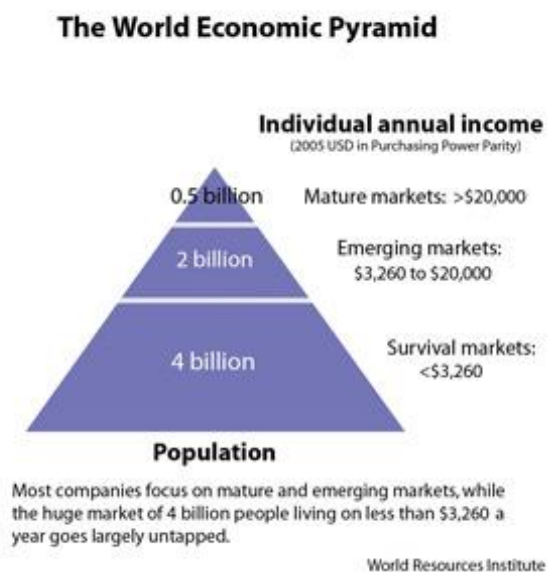 The World Economic Pyramid
Individual annual income
(2005 USD in Purchasing Power Parity)
0.5 billion
Mature markets: >$20,000
2 billion
Emerging markets:
$3,260 to $20,000
4 billion
Survival markets:
<$3,260
Population
Most companies focus on mature and emerging markets, while
the huge market of 4 billion people living on less than $3,260 a
year goes largely untapped.
World Resources Institute